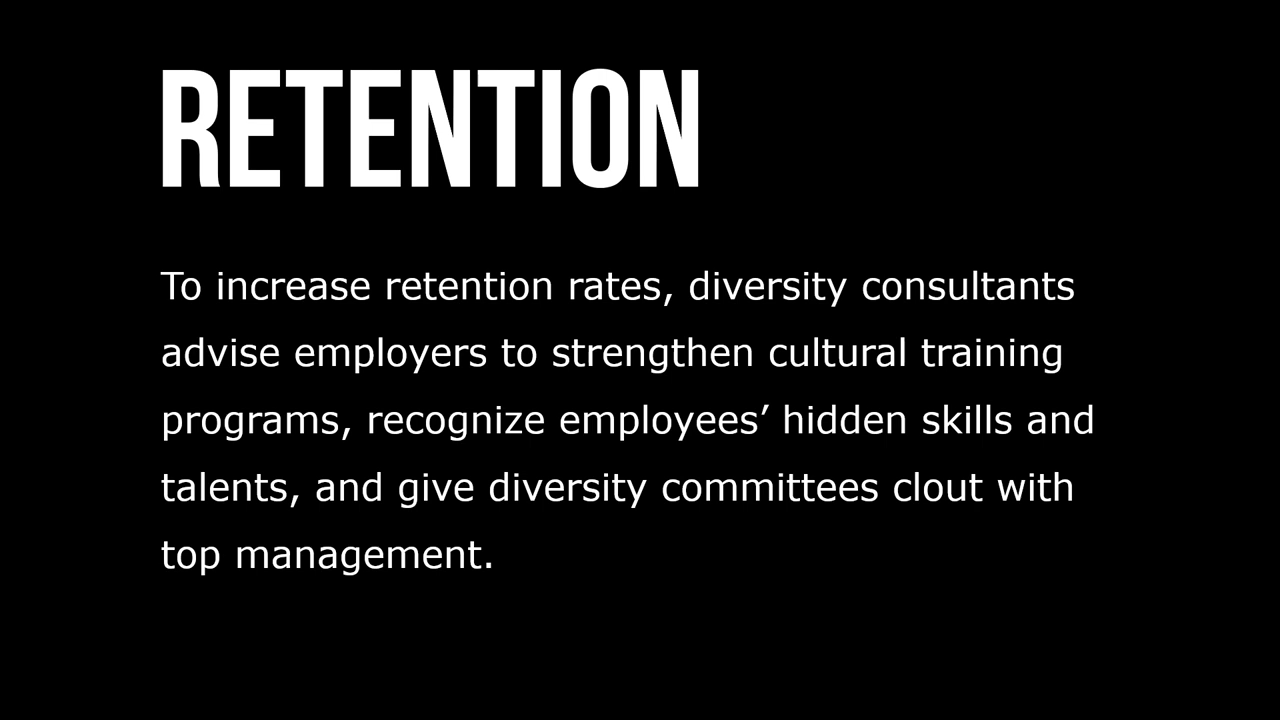 RETENTION
To increase retention rates, diversity consultants
advise employers to strengthen cultural training
programs, recognize employees’ hidden skills and
talents, and give diversity committees clout with
top management.